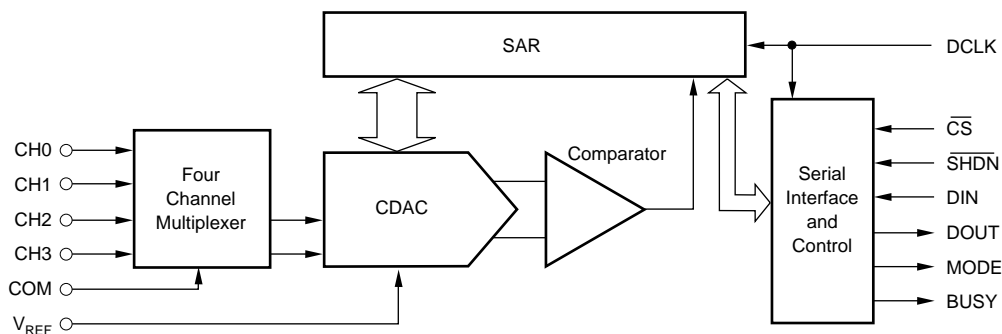 SAR
DCLK
CH0
CH1
CH2
CH3
COM
VREF
Four
Channel
Multiplexer
CDAC
Comparator
Serial
Interface
and
Control
CS
SHDN
DIN
DOUT
MODE
BUSY